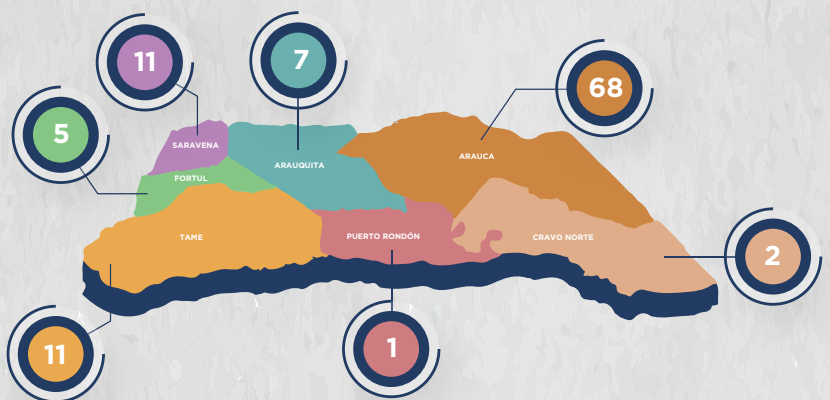 11
7
68
5
SARAVENA
ARAUQUITA
ARAUCA
FORTUL
TAME
PUERTO RONDÓN
CRAVO NORTE
2
11
1